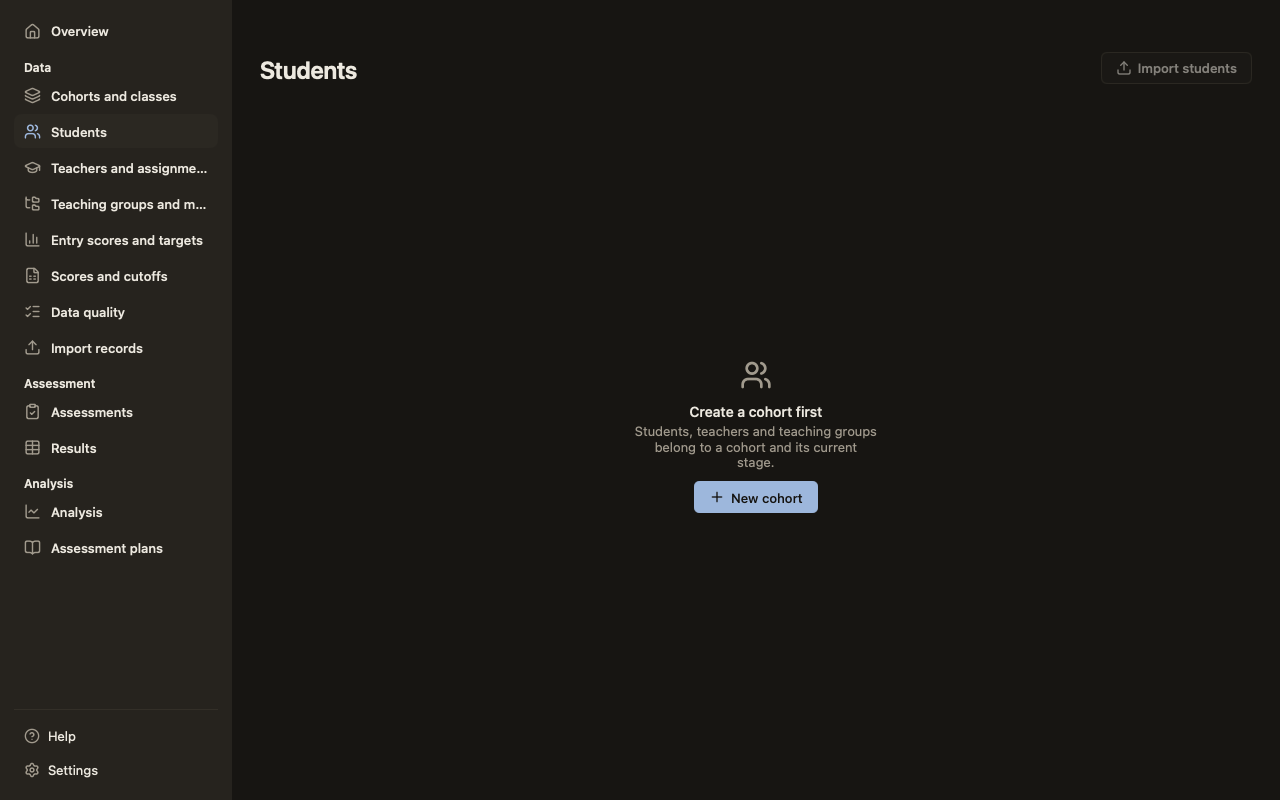 Overview
Data
Cohorts and classes
Students
Teachers and assignme...
Teaching groups and m...
Entry scores and targets
Scores and cutoffs
Data quality
Import records
Assessment
Assessments
Results
Analysis
Analysis
Assessment plans
Help
Settings
Students
Import students
Create a cohort first
Students, teachers and teaching groups
belong to a cohort and its current
stage.
New cohort